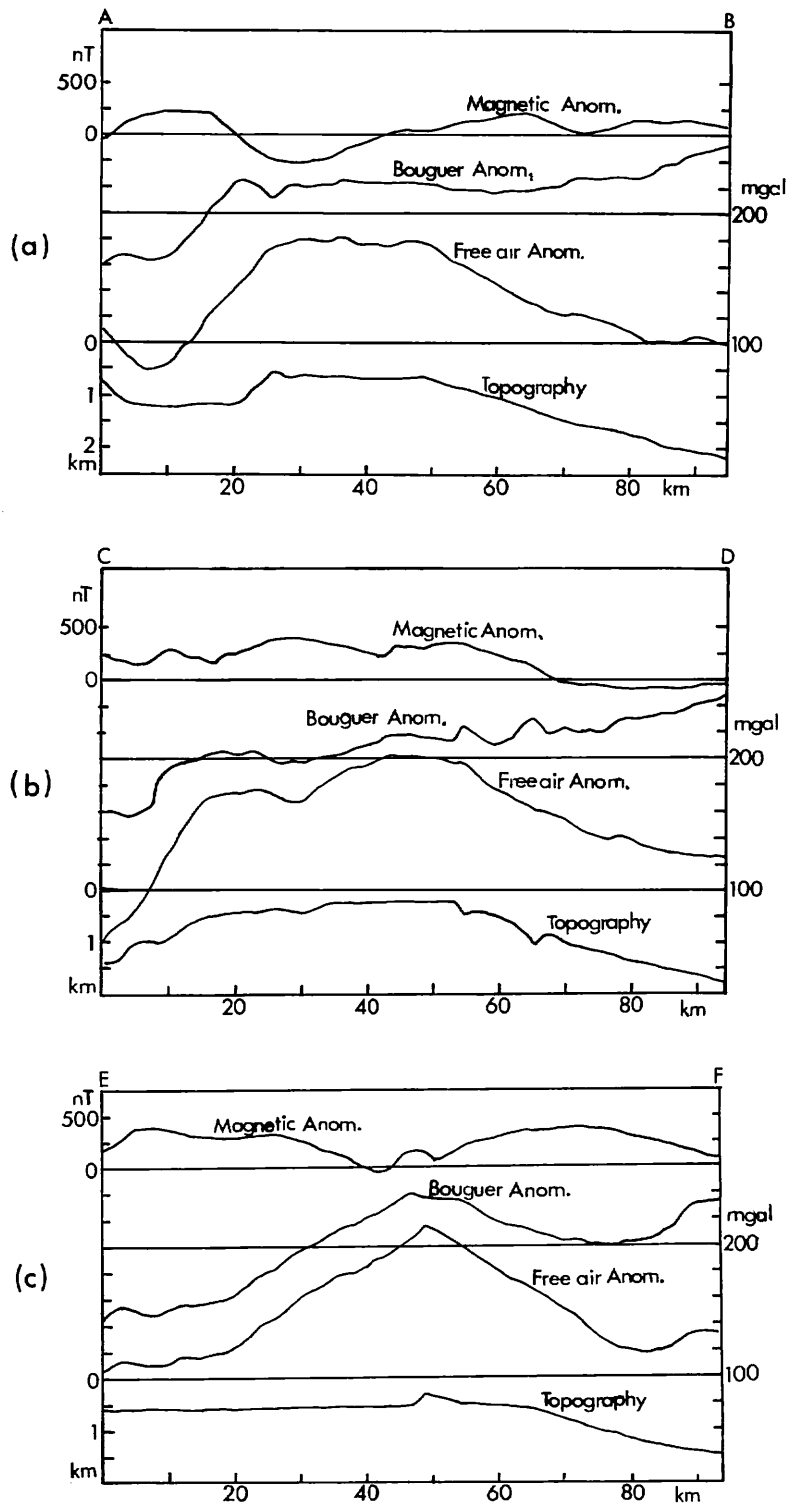 A B
nT
500
Magnetic Anom.
0
Bouguer Anom.
mgal
200
(a)
Free air Anom.
0
100
1
Topography
2
km
20 40 60 80 km
C D
nT
500
Magnetic Anom.
0
Bouguer Anom.
mgal
200
(b)
Free air Anom.
0
100
Topography
1
km
20 40 60 80 km
E F
nT
500
Magnetic Anom.
0
Bouguer Anom.
mgal
200
(c)
Free air Anom.
100
0
Topography
1
km
20 40 60 80 km